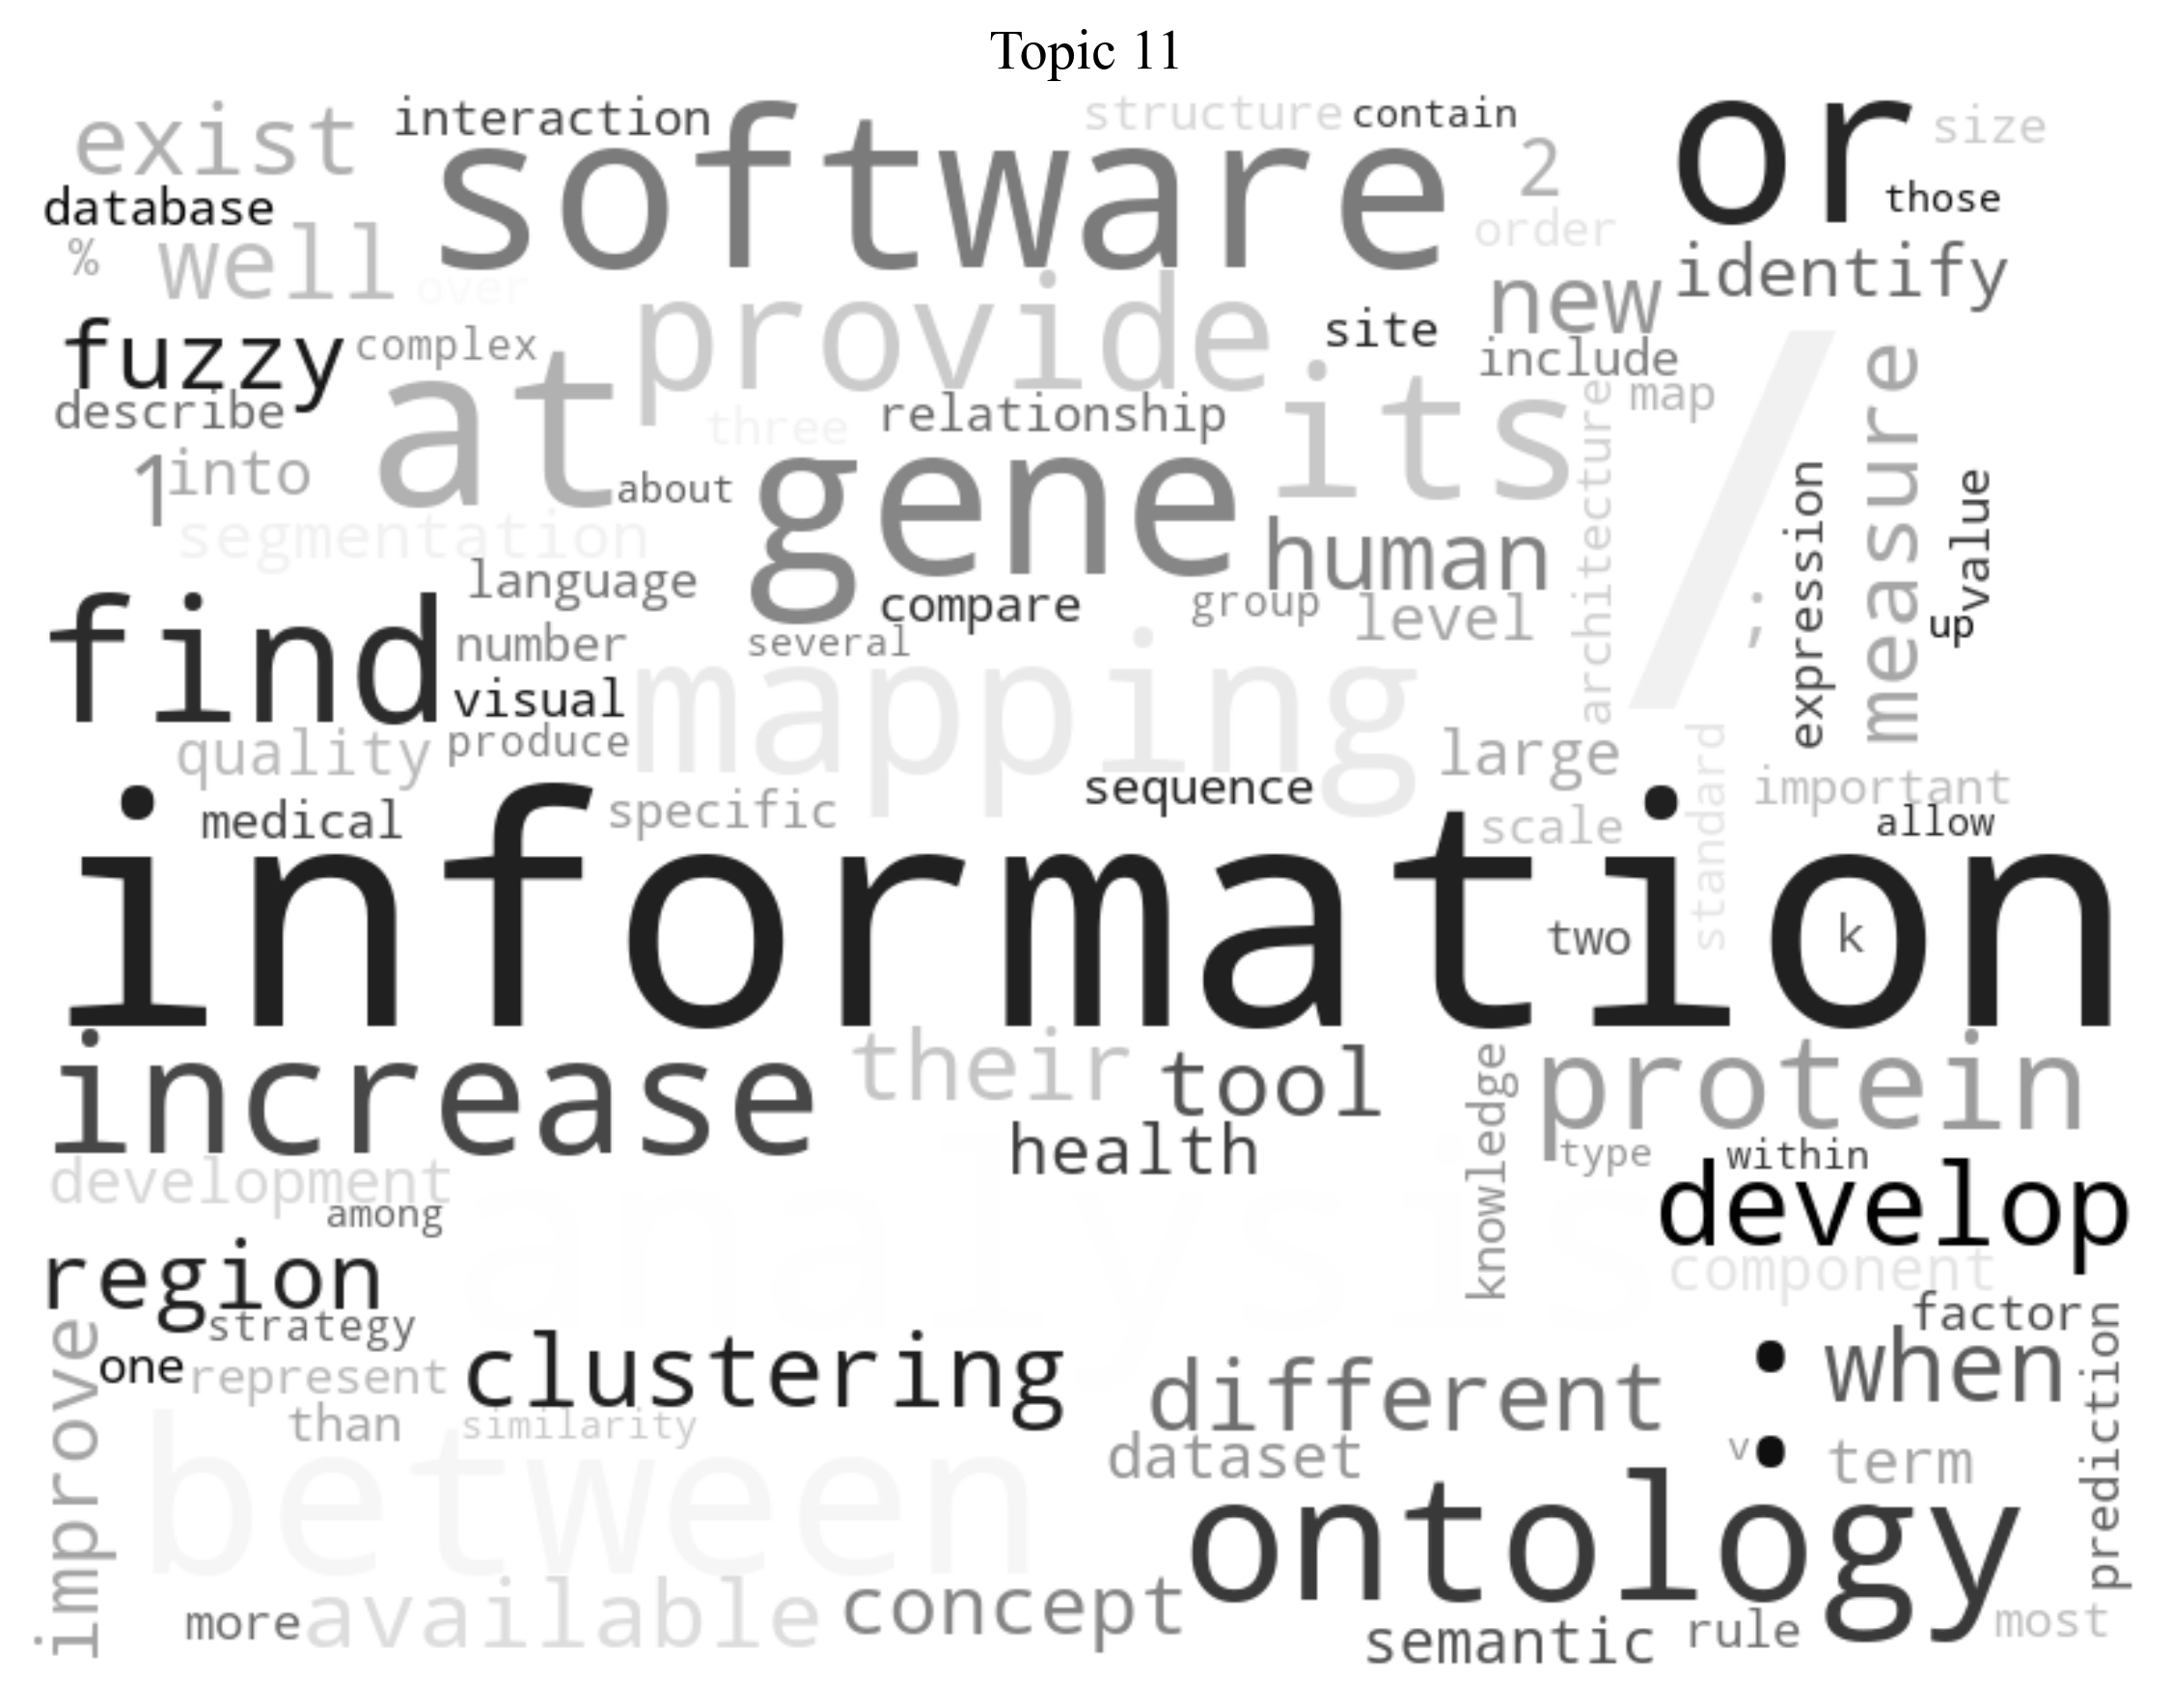 Topic 11
exist
interaction
software
structure
contain
or
size
2
those
database
order
%
well
over
identify
provide
new
site
fuzzy
complex
include
/
measure
at
its
map
describe
three
relationship
architecture
1
into
about
gene
expression
value
segmentation
human
language
find
compare
group
level
;
up
number
several
mapping
visual
quality
produce
large
standard
sequence
important
medical
specific
scale
allow
information
two
k
increase
their
tool
knowledge
protein
health
type
within
development
among
develop
region
component
strategy
factor
improve
one
represent
clustering
different
:
when
prediction
than
similarity
between
dataset
v
term
ontology
more
available
concept
semantic
rule
most